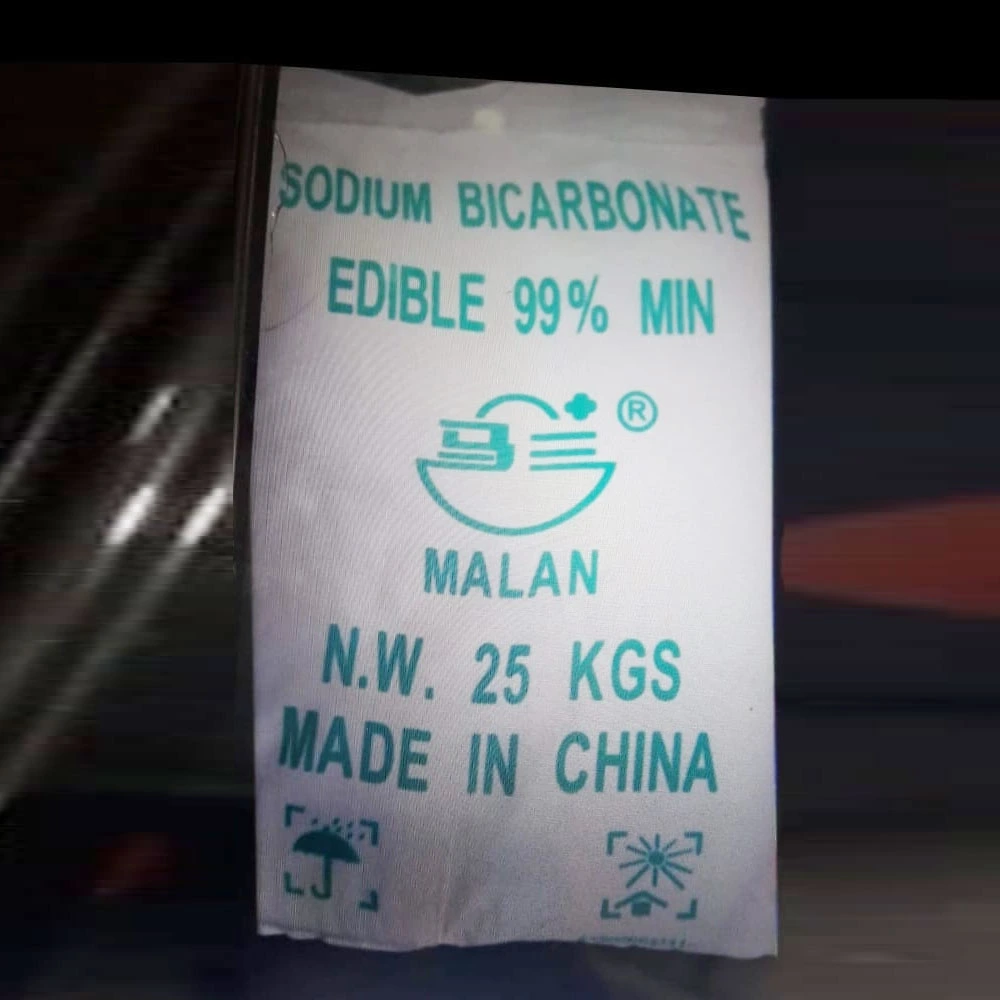 SODIUM BICARBONATE
EDIBLE 99% MIN
®
MALAN
N.W. 25 KGS
MADE IN CHINA